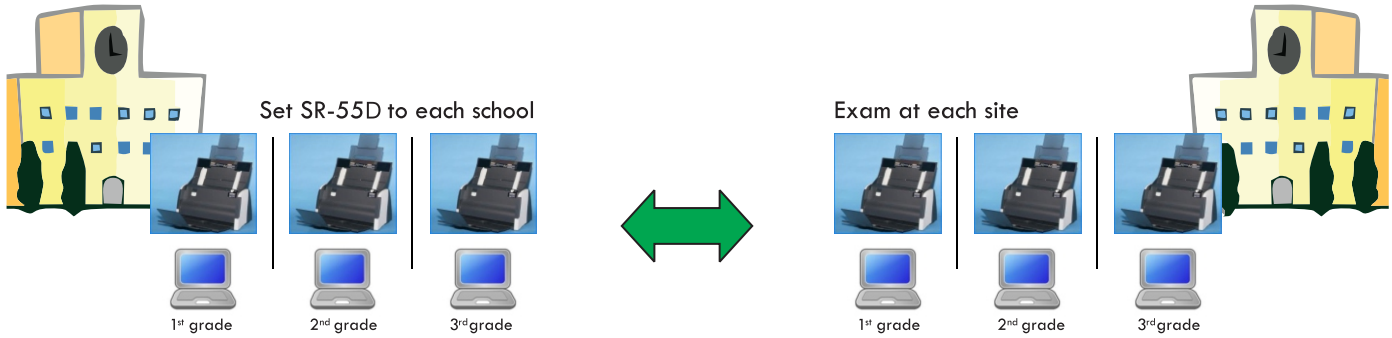 Set SR-55D to each school
Exam at each site
1st grade
2nd grade
3rd grade
1st grade
2nd grade
3rd grade